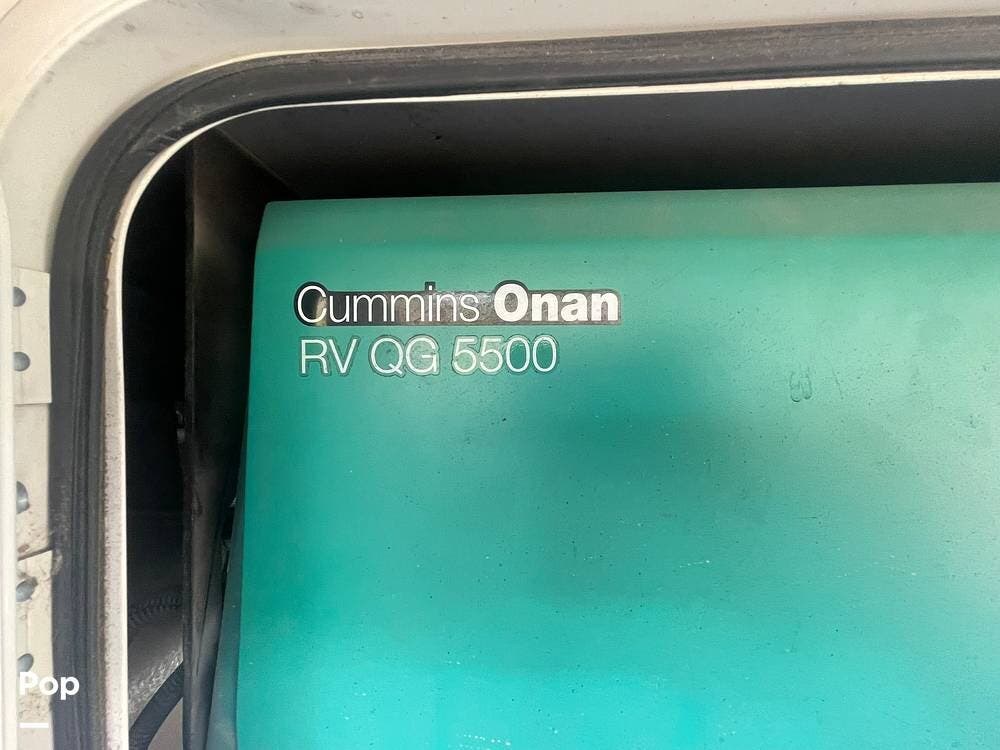 Cummins Onan
RV QG 5500
Pop